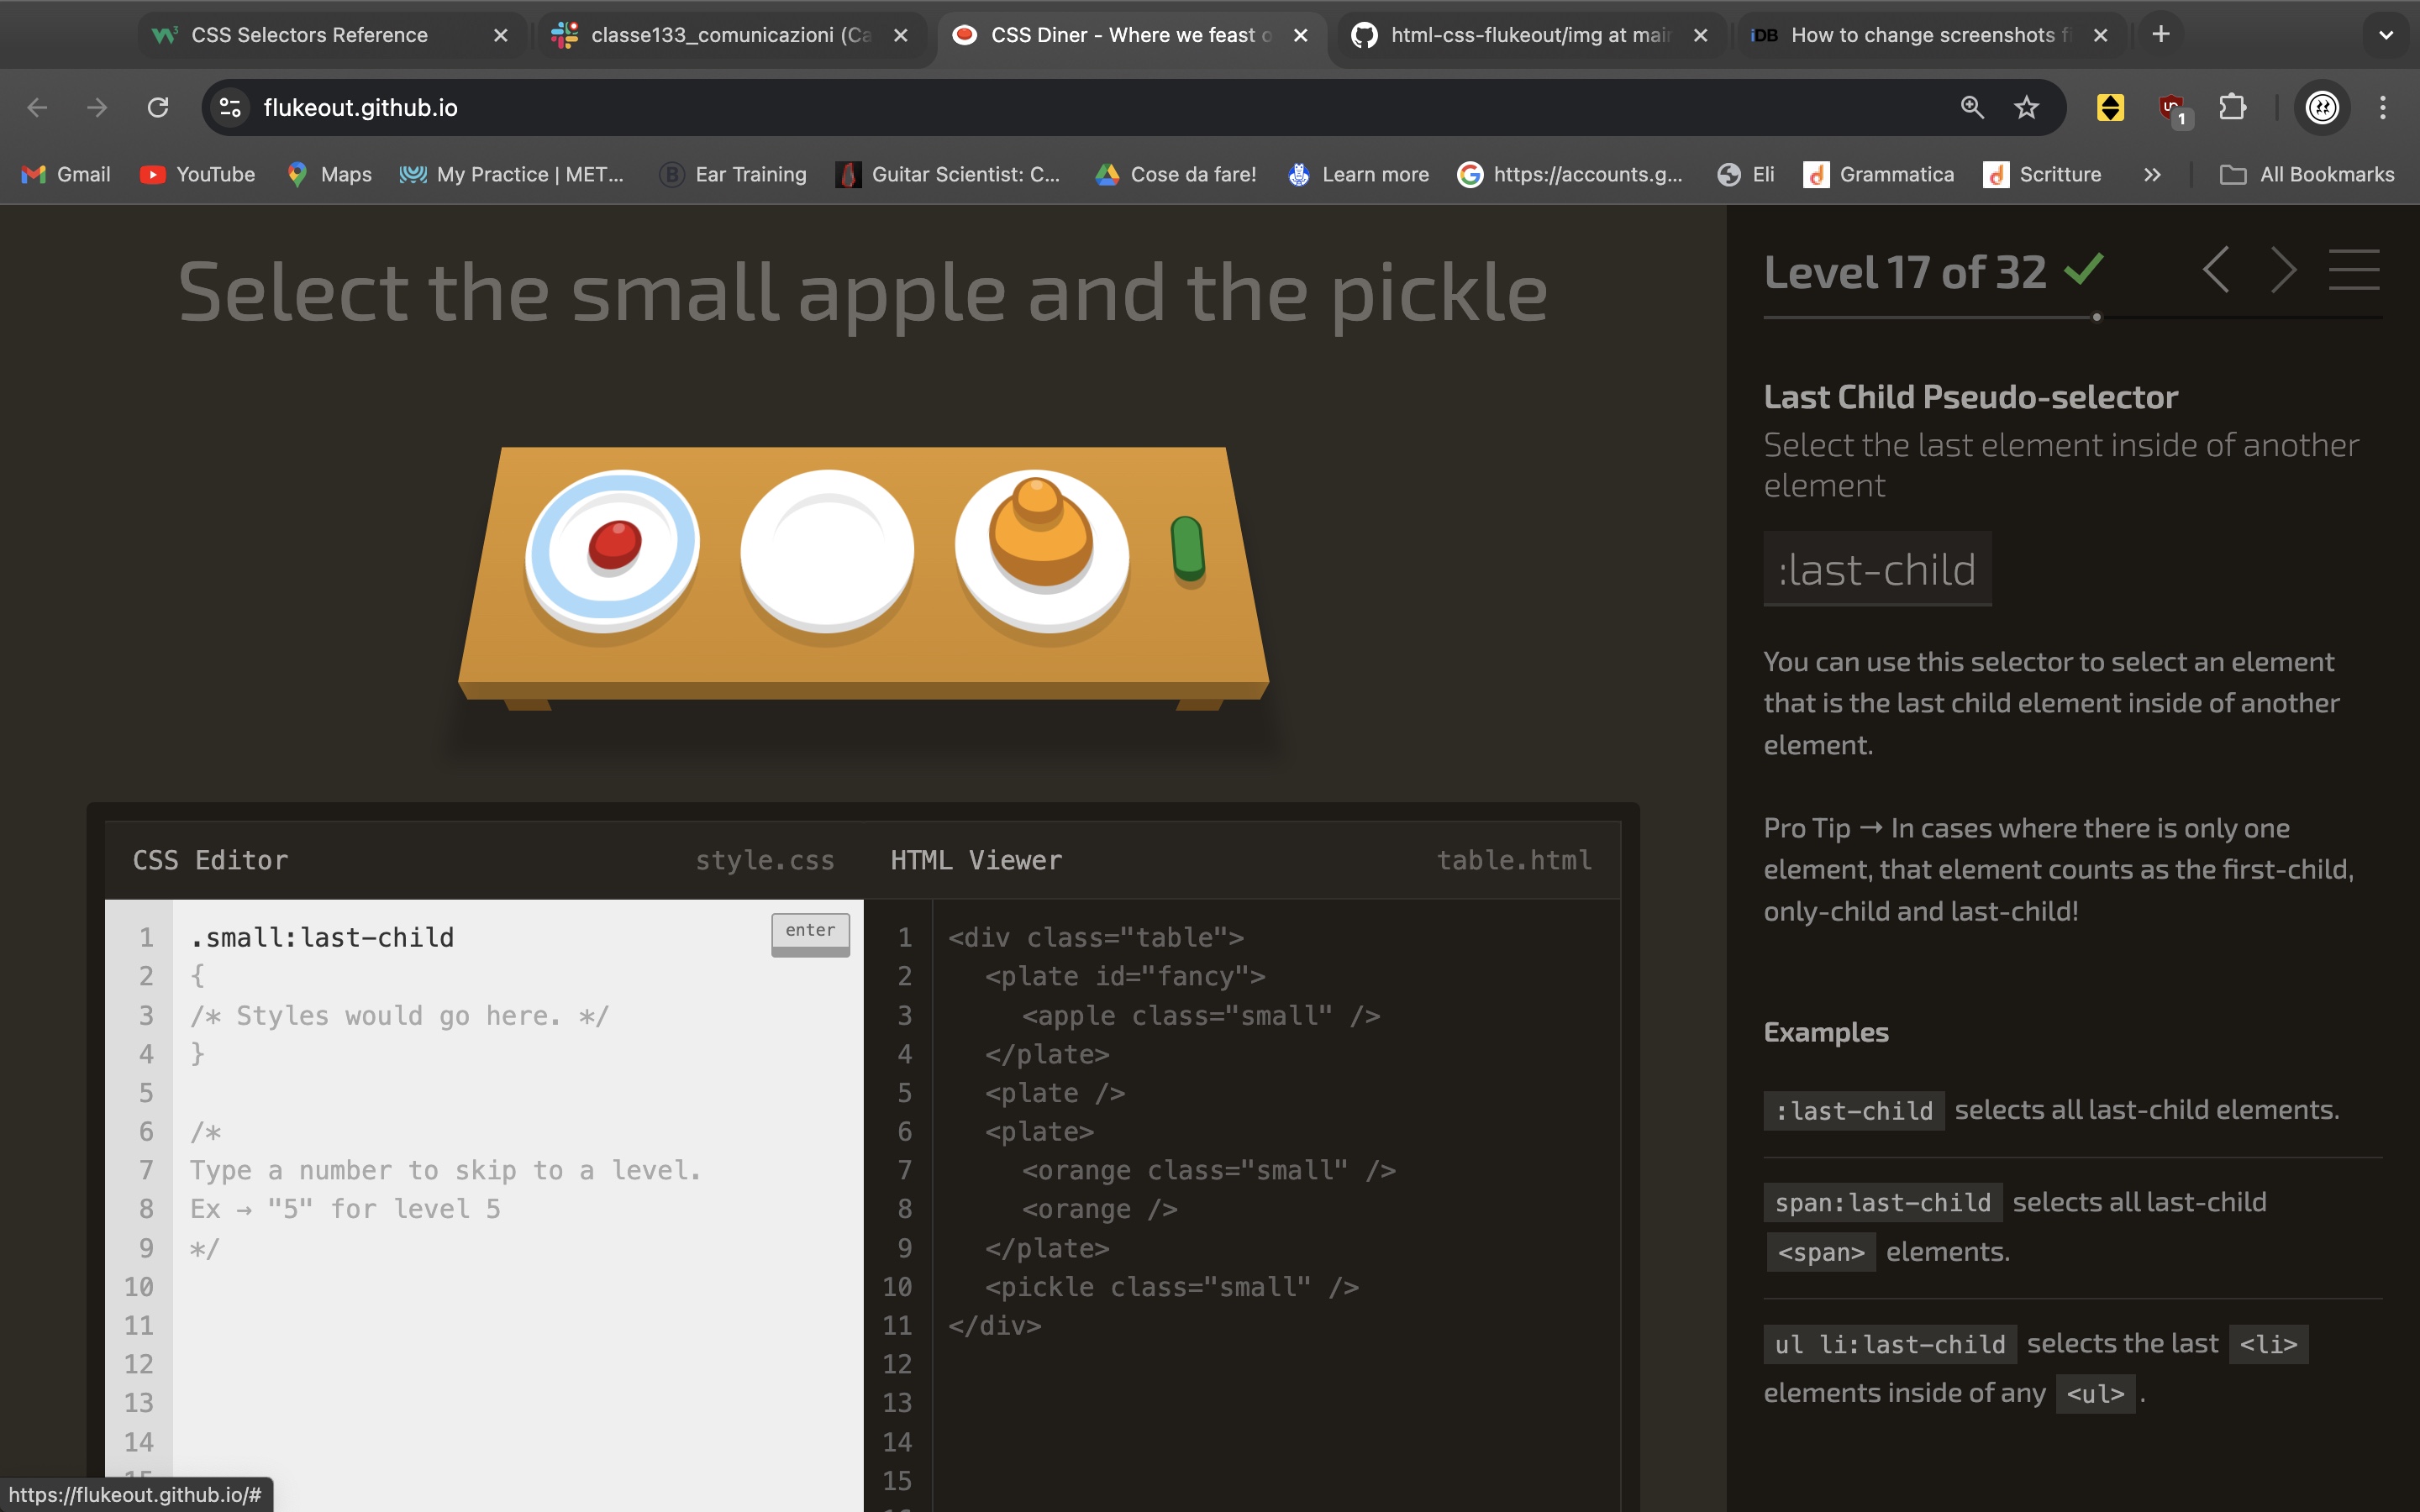 CSS Selectors Reference
classe133_comunicazioni (Ca
CSS Diner - Where we feast o
html-css-flukeout/img at mair
iDB How to change screenshots f
flukeout.github.io
1
Gmail YouTube Maps My Practice | MET... Ear Training Guitar Scientist: C... Cose da fare! Learn more https://accounts.g... Eli Grammatica Scritture All Bookmarks
Select the small apple and the pickle
CSS Editor style.css
1 .small:last-child
enter
2 {
3 /* Styles would go here. */
4 }
5
6 /*
7 Type a number to skip to a level.
8 Ex → "5" for level 5
9 */
10
11
12
13
14
HTML Viewer table.html
1 <div class="table">
2 <plate id="fancy">
3 <apple class="small" />
4 </plate>
5 <plate />
6 <plate>
7 <orange class="small" />
8 <orange />
9 </plate>
10 <pickle class="small" />
11 </div>
12
13
14
15
https://flukeout.github.io/#
Level 17 of 32
Last Child Pseudo-selector
Select the last element inside of another
element
:last-child
You can use this selector to select an element
that is the last child element inside of another
element.
Pro Tip → In cases where there is only one
element, that element counts as the first-child,
only-child and last-child!
Examples
:last-child selects all last-child elements.
span:last-child selects all last-child
<span> elements.
ul li:last-child selects the last <li>
elements inside of any <ul> .